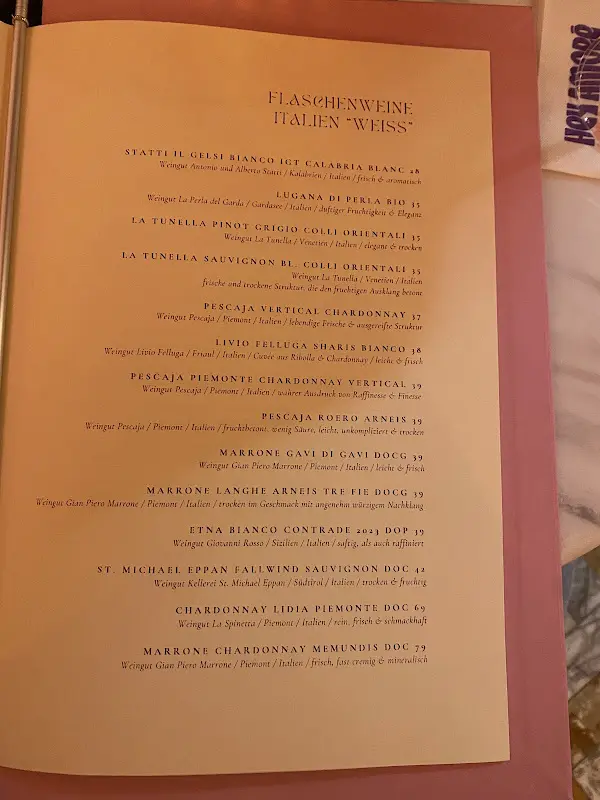 FLASCHENWEINE
ITALIEN "WEISS"
STATTI IL GELSI BIANCO IGT CALABRIA BLANC 28
Weingut Antonio und Alberto Statti / Kalabrien / Italien / frisch & aromatisch
LUGANA DI PERLA BIO 35
Weingut La Perla del Garda / Gardasee / Italien / duftiger Fruchtigkeit & Eleganz
LA TUNELLA PINOT GRIGIO COLLI ORIENTALI 35
Weingut La Tunella / Venetien / Italien / elegant & trocken
LA TUNELLA SAUVIGNON BL. COLLI ORIENTALI 35
Weingut La Tunella / Venetien / Italien
frische und trockene Struktur, die den fruchtigen Ausklang betont
PESCAJA VERTICAL CHARDONNAY 37
Weingut Pescaja / Piemont / Italien / lebendige Frische & ausgereifte Struktur
LIVIO FELLUGA SHARIS BIANCO 38
Weingut Livio Felluga / Friaul / Italien / Cuvée aus Ribolla & Chardonnay / leicht & frisch
PESCAJA PIEMONTE CHARDONNAY VERTICAL 39
Weingut Pescaja / Piemont / Italien / wahrer Ausdruck von Raffinesse & Finesse
PESCAJA ROERO ARNEIS 39
Weingut Pescaja / Piemont / Italien / fruchtbetont, wenig Säure, leicht, unkompliziert & trocken
MARRONE GAVI DI GAVI DOCG 39
Weingut Gian Piero Marrone / Piemont / Italien / leicht & frisch
MARRONE LANGHE ARNEIS TRE FIE DOCG 39
Weingut Gian Piero Marrone / Piemont / Italien / trocken im Geschmack mit angenehm würzigem Nachklang
ETNA BIANCO CONTRADE 2023 DOP 39
Weingut Giovanni Rosso / Sizilien / Italien / saftig, als auch raffiniert
ST. MICHAEL EPPAN FALLWIND SAUVIGNON DOC 42
Weingut Kellerei St. Michael Eppan / Südtirol / Italien / trocken & fruchtig
CHARDONNAY LIDIA PIEMONTE DOC 69
Weingut La Spinetta / Piemont / Italien / rein, frisch & schmackhaft
MARRONE CHARDONNAY MEMUNDIS DOC 79
Weingut Gian Piero Marrone / Piemont / Italien / frisch, fast cremig & mineralisch
HEY AMORE